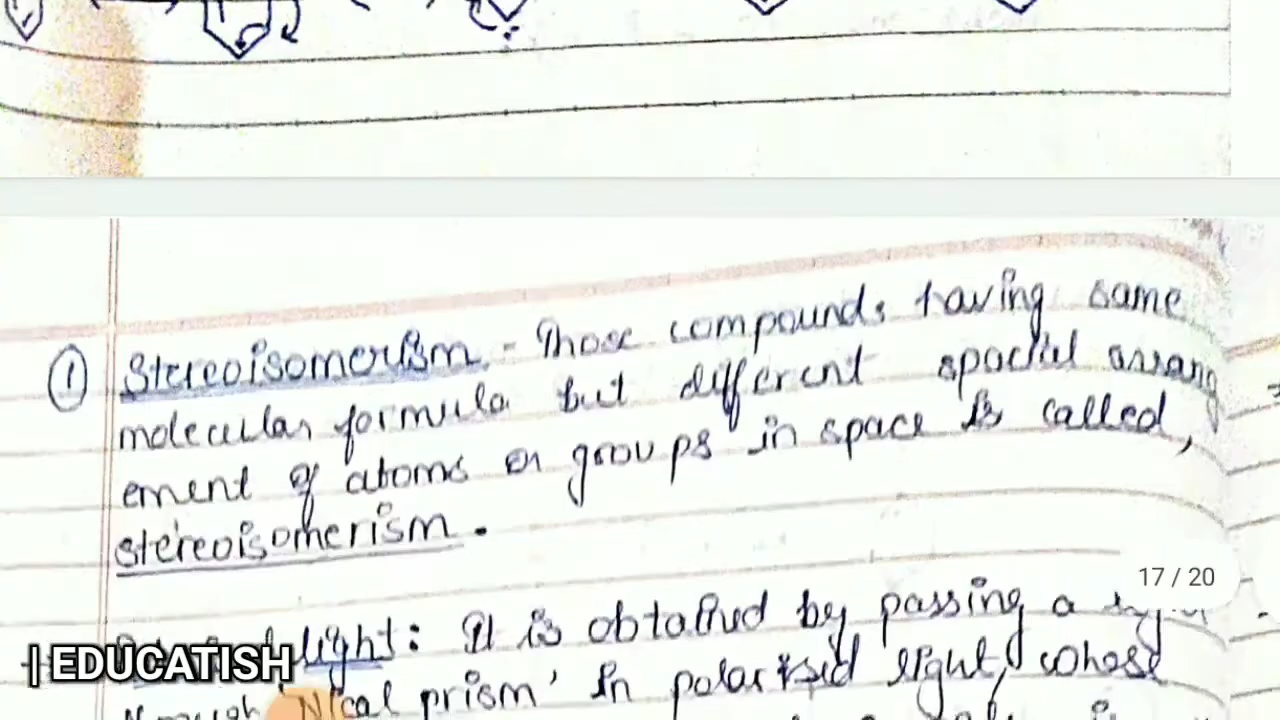 ① Stereoisomerism - Those compounds having same
molecular formula but different spacial arrang
ement of atoms or groups in space is called,
stereoisomerism.
17 / 20
light: It is obtained by passing a
| EDUCATISH
Nical prism' In polarised light, whose